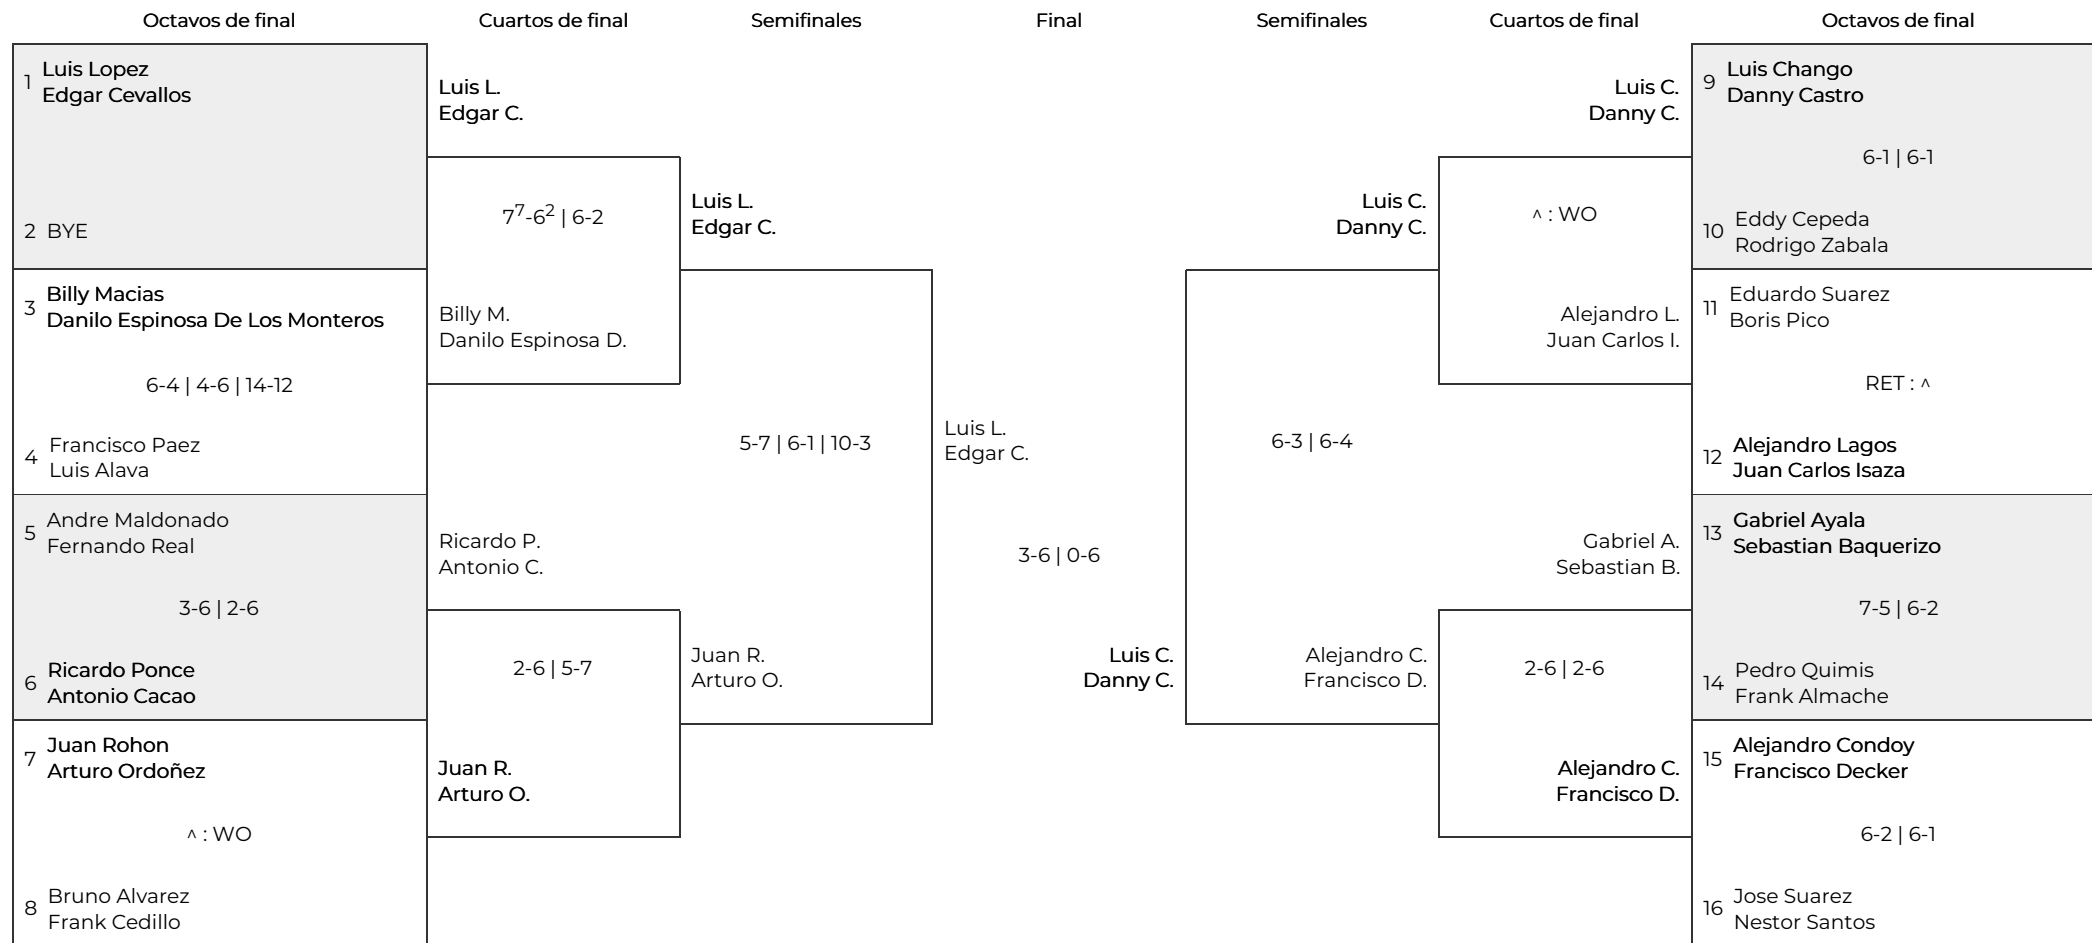 Octavos de final
Cuartos de final
Semifinales
Final
Semifinales
Cuartos de final
Octavos de final
1
Luis Lopez
Edgar Cevallos
2 BYE
3
Billy Macias
Danilo Espinosa De Los Monteros
6-4 | 4-6 | 14-12
4
Francisco Paez
Luis Alava
5
Andre Maldonado
Fernando Real
3-6 | 2-6
6
Ricardo Ponce
Antonio Cacao
7
Juan Rohon
Arturo Ordoñez
^ : WO
8
Bruno Alvarez
Frank Cedillo
Luis L.
Edgar C.
7⁷-6² | 6-2
Billy M.
Danilo Espinosa D.
Ricardo P.
Antonio C.
2-6 | 5-7
Juan R.
Arturo O.
Luis L.
Edgar C.
5-7 | 6-1 | 10-3
Juan R.
Arturo O.
Luis L.
Edgar C.
3-6 | 0-6
Luis C.
Danny C.
Luis C.
Danny C.
6-3 | 6-4
Alejandro C.
Francisco D.
Luis C.
Danny C.
^ : WO
Alejandro L.
Juan Carlos I.
Gabriel A.
Sebastian B.
2-6 | 2-6
Alejandro C.
Francisco D.
9
Luis Chango
Danny Castro
6-1 | 6-1
10
Eddy Cepeda
Rodrigo Zabala
11
Eduardo Suarez
Boris Pico
RET : ^
12
Alejandro Lagos
Juan Carlos Isaza
13
Gabriel Ayala
Sebastian Baquerizo
7-5 | 6-2
14
Pedro Quimis
Frank Almache
15
Alejandro Condoy
Francisco Decker
6-2 | 6-1
16
Jose Suarez
Nestor Santos